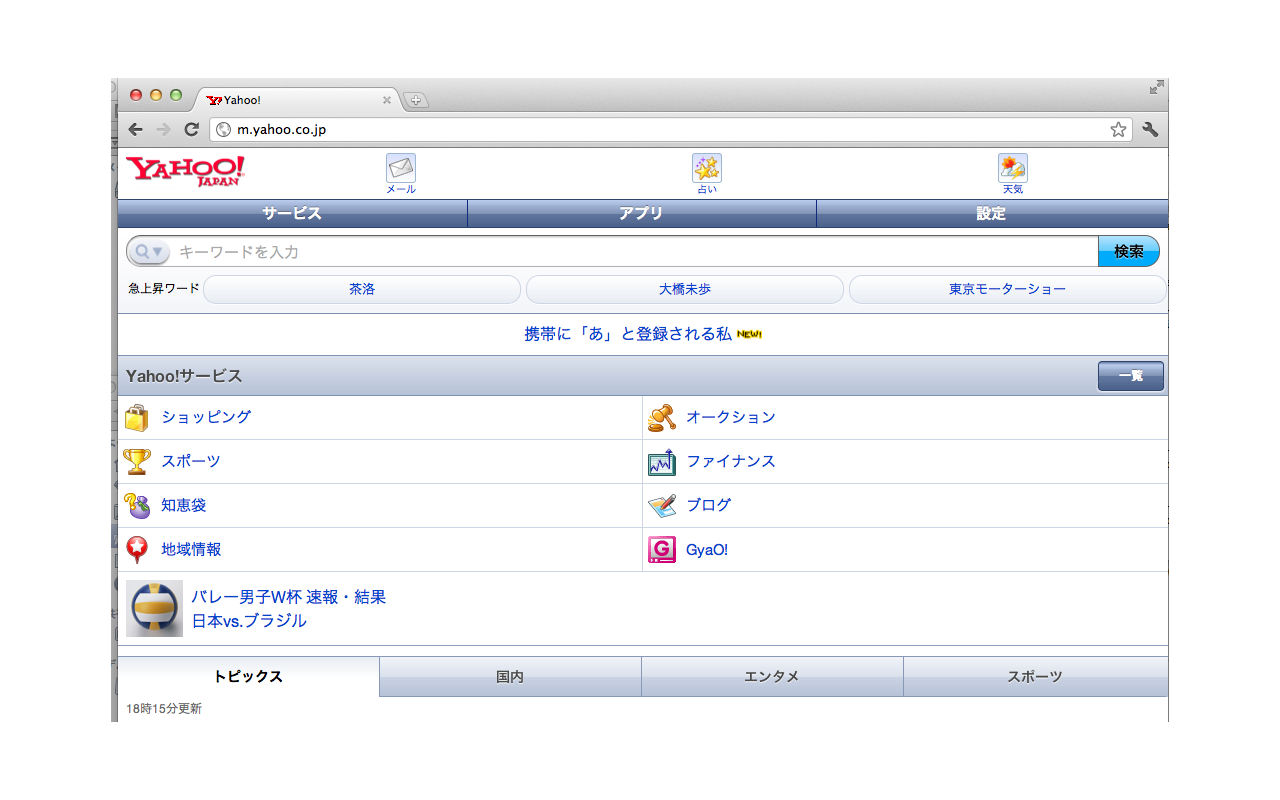 Yahoo!
m.yahoo.co.jp
YAHOO! JAPAN
メール
占い
天気
サービス
アプリ
設定
キーワードを入力
検索
急上昇ワード
茶洛
大橋未歩
東京モーターショー
携帯に「あ」と登録される私 NEW!
Yahoo!サービス
一覧
ショッピング
オークション
スポーツ
ファイナンス
知恵袋
ブログ
地域情報
GyaO!
バレー男子W杯 速報・結果
日本vs.ブラジル
トピックス
国内
エンタメ
スポーツ
18時15分更新